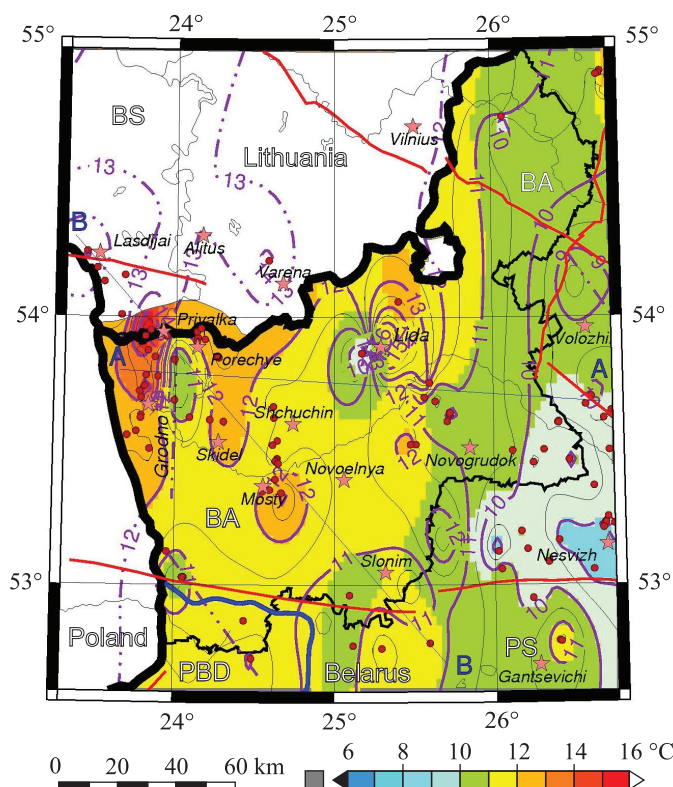 55°
24°
25°
26°
55°
BS
Vilnius
Lithuania
BA
13
13
12
11
10
B
Lasdijai
Alitus
Varena
13
54°
Privalka
Porechye
Lida
Volozhi
54°
A
A
Grodno
Shchuchin
Skidel
Novoelnya
Novogrudok
Mosty
BA
Slonim
Nesvizh
53°
53°
Poland
PBD
Belarus
B
PS
Gantsevichi
24°
25°
26°
0 20 40 60 km
6 8 10 12 14 16 °C